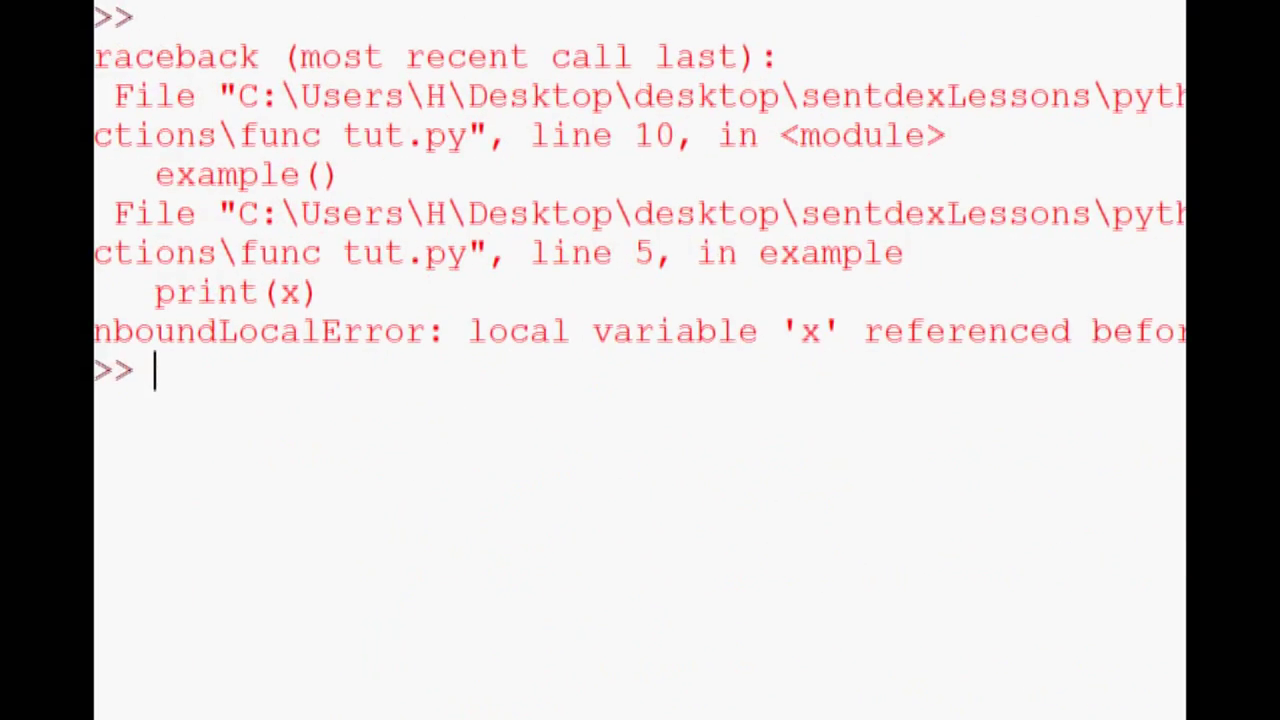 >>
raceback (most recent call last):
File "C:\Users\H\Desktop\desktop\sentdexLessons\pyth
ctions\func tut.py", line 10, in <module>
example()
File "C:\Users\H\Desktop\desktop\sentdexLessons\pyth
ctions\func tut.py", line 5, in example
print(x)
nboundLocalError: local variable 'x' referenced befor
>>